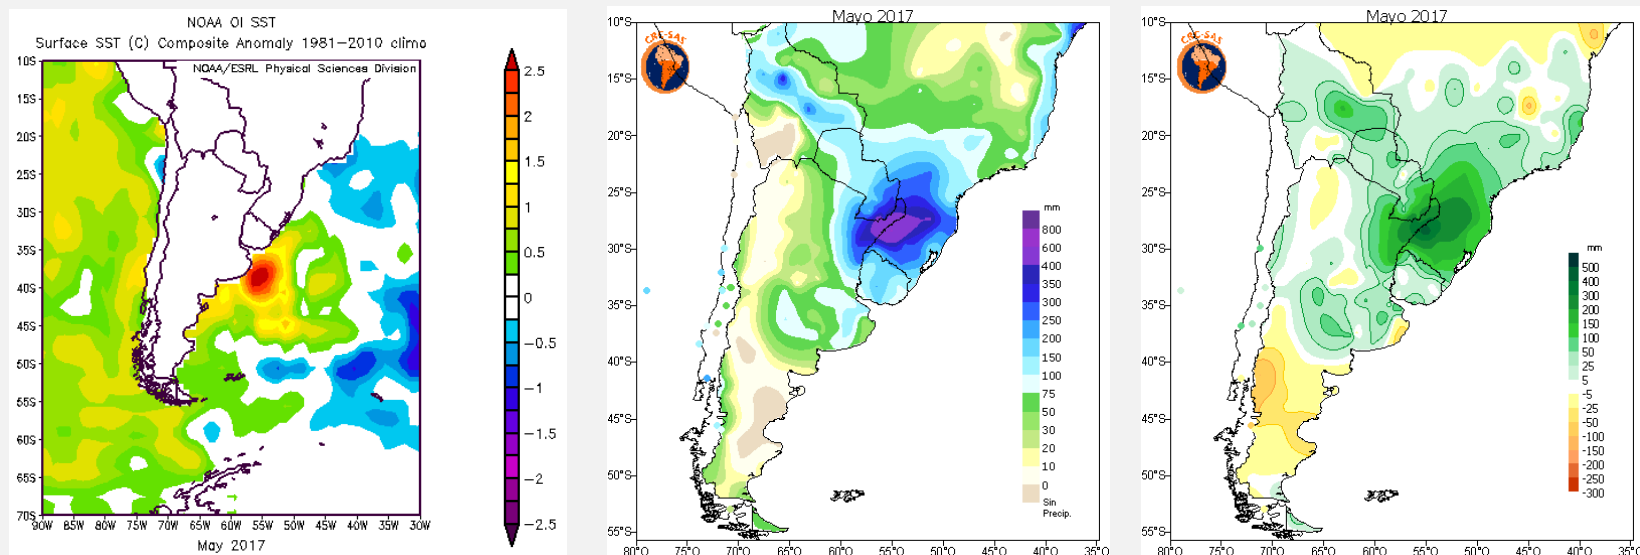 NOAA OI SST
Surface SST (C) Composite Anomaly 1981-2010 climo
NOAA/ESRL Physical Sciences Division
10S
15S
20S
25S
30S
35S
40S
45S
50S
55S
60S
65S
70S
90W 85W 80W 75W 70W 65W 60W 55W 50W 45W 40W 35W 30W
May 2017
2.5
2
1.5
1
0.5
0
-0.5
-1
-1.5
-2
-2.5
Mayo 2017
CRC-SAS
10°S
15°S
20°S
25°S
30°S
35°S
40°S
45°S
50°S
55°S
80°O 75°O 70°O 65°O 60°O 55°O 50°O 45°O 40°O 35°O
mm
800
600
400
350
300
250
200
150
100
75
50
30
20
10
0
Sin
Precip.
Mayo 2017
CRC-SAS
10°S
15°S
20°S
25°S
30°S
35°S
40°S
45°S
50°S
55°S
80°O 75°O 70°O 65°O 60°O 55°O 50°O 45°O 40°O 35°O
mm
500
400
300
200
150
100
50
25
5
-5
-25
-50
-100
-150
-200
-250
-300